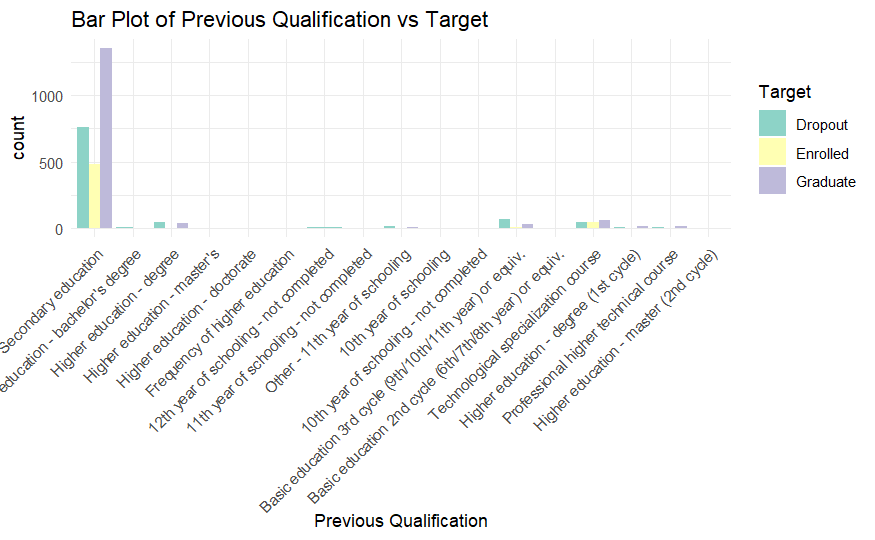 Bar Plot of Previous Qualification vs Target
count
1000
500
0
Secondary education
education - bachelor's degree
Higher education - degree
Higher education - master's
Higher education - doctorate
Frequency of higher education
12th year of schooling - not completed
11th year of schooling - not completed
Other - 11th year of schooling
10th year of schooling
10th year of schooling - not completed
Basic education 3rd cycle (9th/10th/11th year) or equiv.
Basic education 2nd cycle (6th/7th/8th year) or equiv.
Technological specialization course
Higher education - degree (1st cycle)
Professional higher technical course
Higher education - master (2nd cycle)
Previous Qualification
Target
Dropout
Enrolled
Graduate